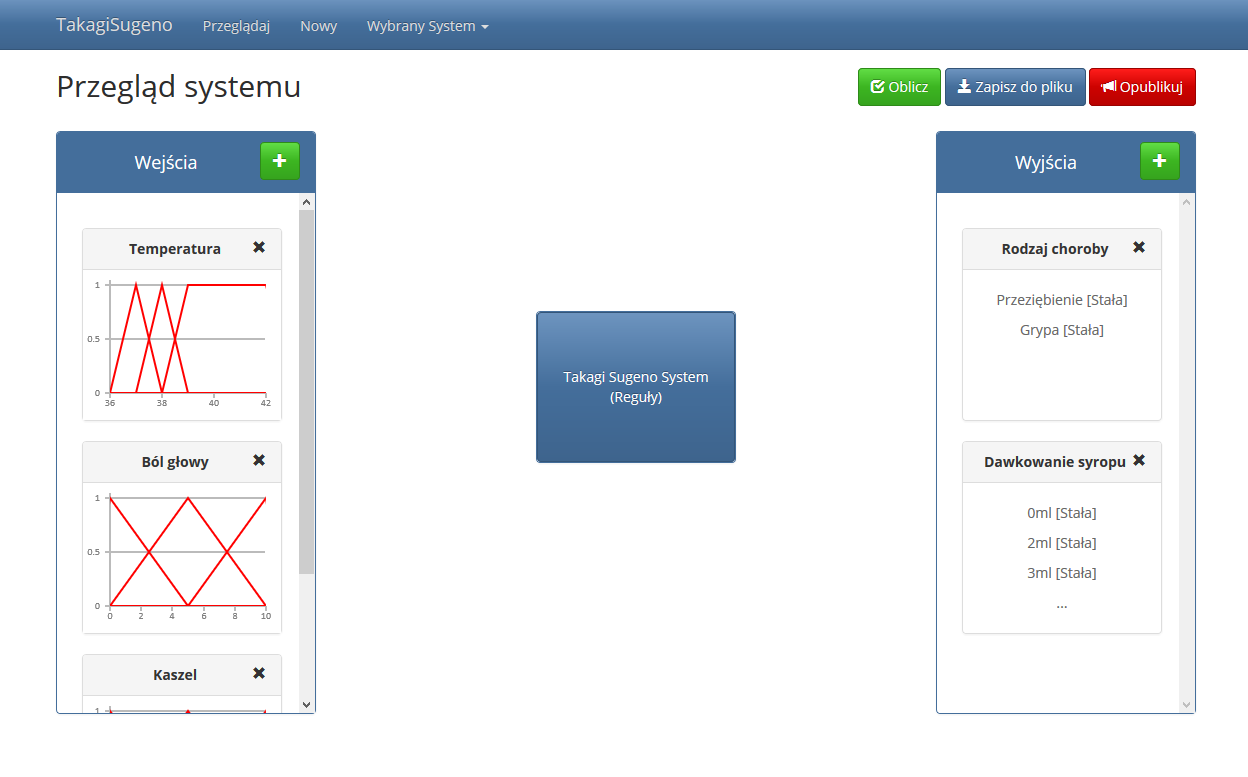 TakagiSugeno Przeglądaj Nowy Wybrany System
Przegląd systemu
Oblicz Zapisz do pliku Opublikuj
Wejścia
Temperatura
1
0.5
0
36 38 40 42
Ból głowy
1
0.5
0
0 2 4 6 8 10
Kaszel
1
Takagi Sugeno System
(Reguły)
Wyjścia
Rodzaj choroby
Przeziębienie [Stała]
Grypa [Stała]
Dawkowanie syropu
0ml [Stała]
2ml [Stała]
3ml [Stała]
...